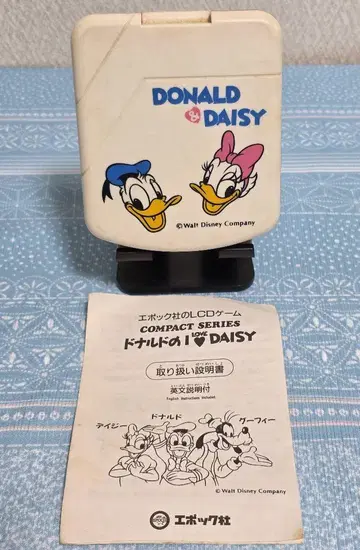 DONALD
& DAISY
©Walt Disney Company
エポック社のLCDゲーム
COMPACT SERIES
ドナルドの I LOVE DAISY
取り扱い説明書
英文説明付
English Instructions Included.
デイジー ドナルド グーフィー
© Walt Disney Company
エポック社